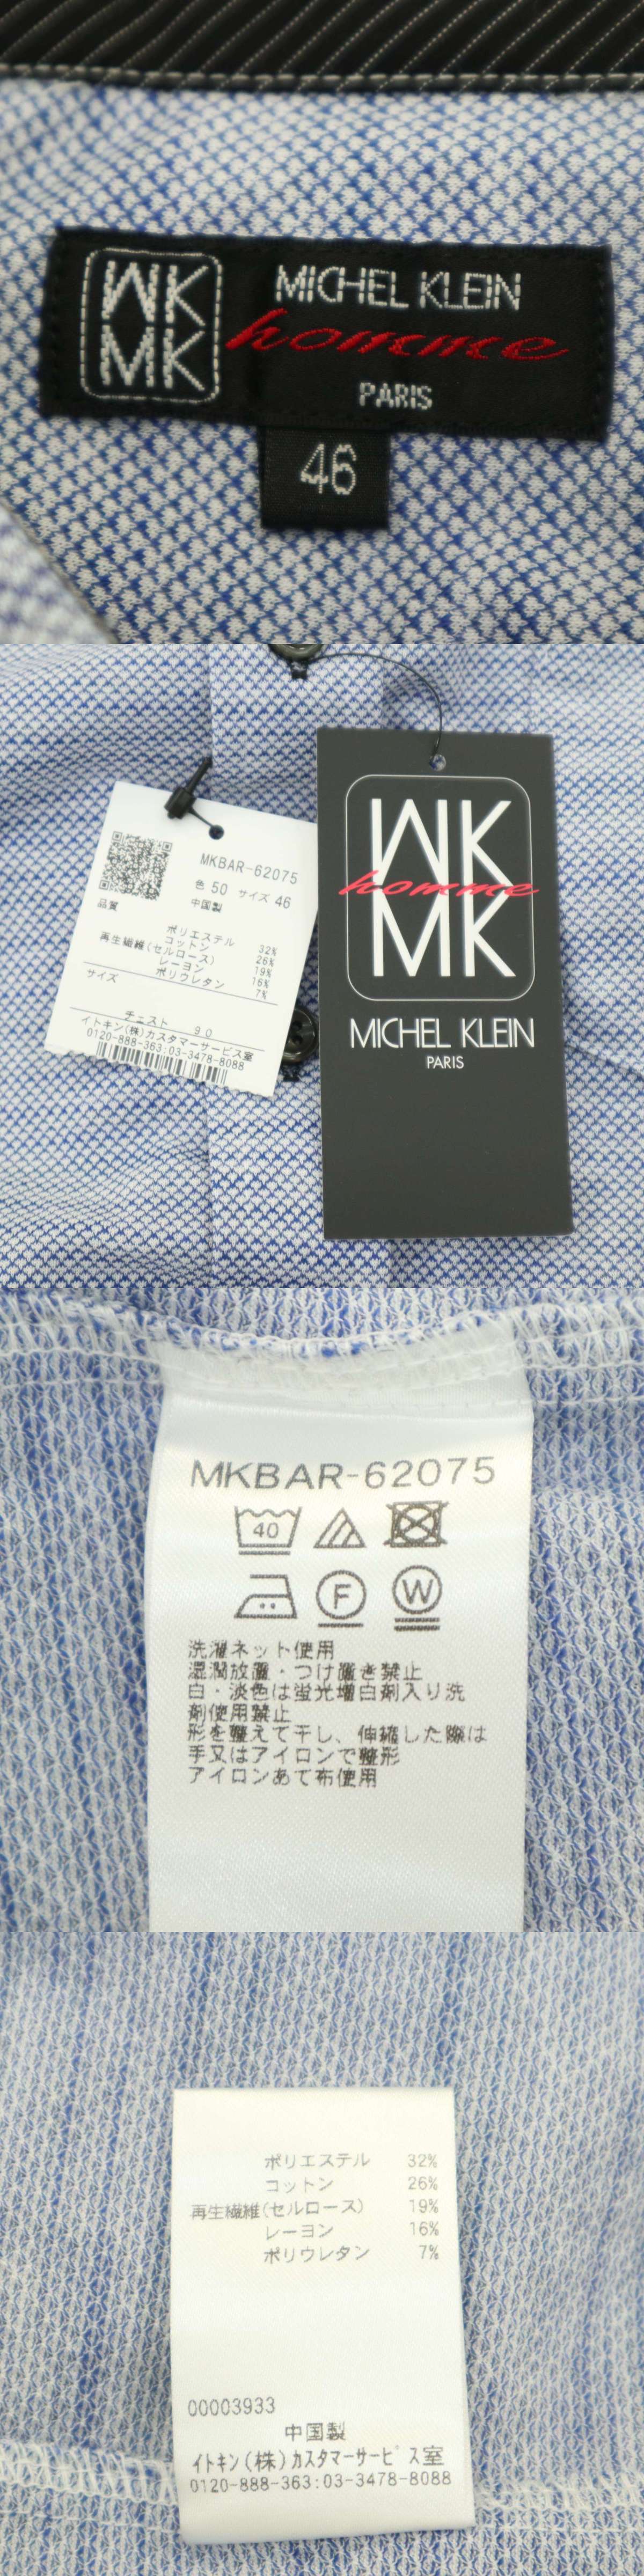 MICHEL KLEIN
homme
PARIS
MK
46
MKBAR-62075
色 50 サイズ 46
品質 中国製
ポリエステル 32%
コットン 26%
再生繊維(セルロース) 19%
レーヨン 16%
ポリウレタン 7%
サイズ
チェスト 90
イトキン(株)カスタマーサービス室
0120-888-363:03-3478-8088
MK
homme
MICHEL KLEIN
PARIS
MKBAR-62075
40
F W
洗濯ネット使用
湿潤放置・つけ置き禁止
白・淡色は蛍光増白剤入り洗
剤使用禁止
形を整えて干し、伸縮した際は
手又はアイロンで整形
アイロンあて布使用
ポリエステル 32%
コットン 26%
再生繊維(セルロース) 19%
レーヨン 16%
ポリウレタン 7%
00003933
中国製
イトキン(株)カスタマーサービス室
0120-888-363:03-3478-8088